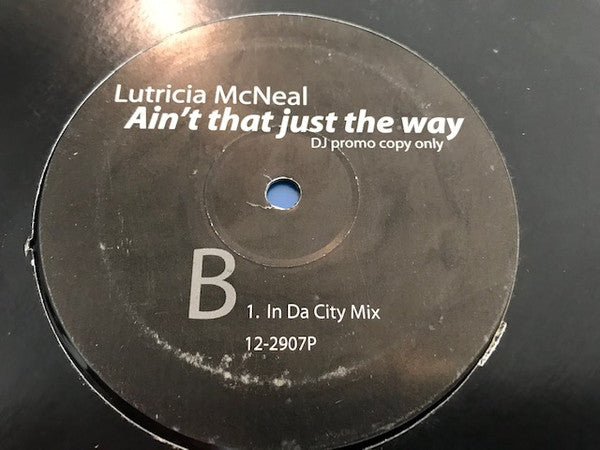 Lutricia McNeal
Ain't that just the way
DJ promo copy only
B
1. In Da City Mix
12-2907P